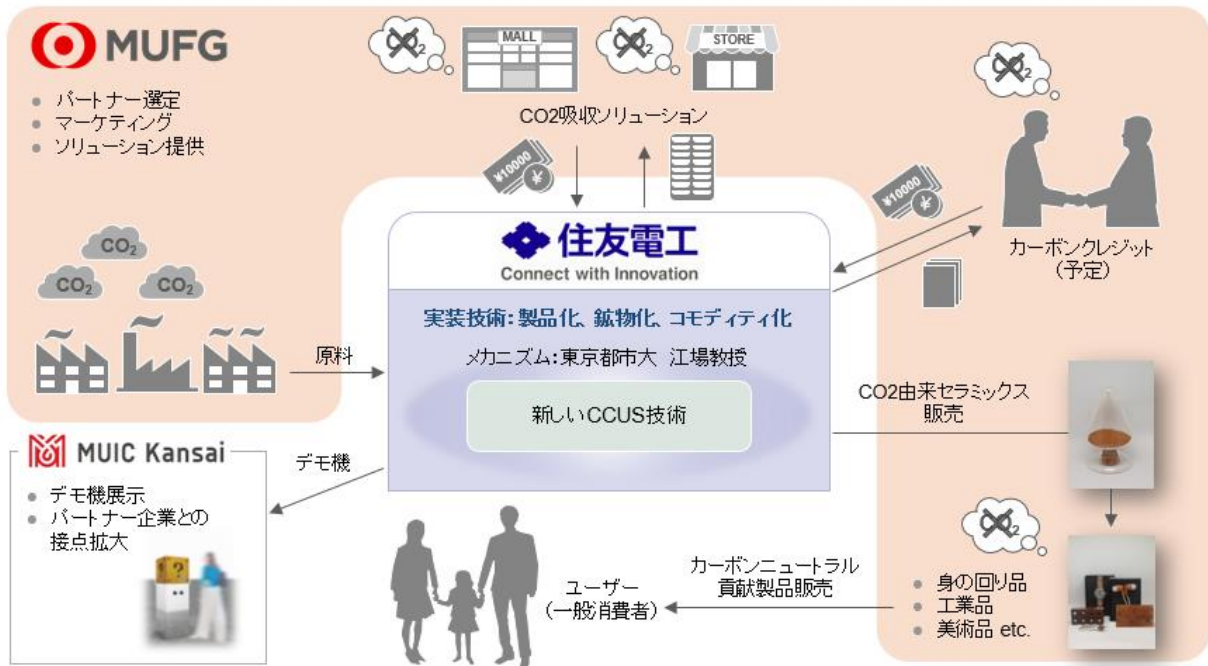 MUFG
● パートナー選定
● マーケティング
● ソリューション提供
CO2
MALL
CO2
STORE
CO2吸収ソリューション
¥10000
¥
CO2
¥10000
¥
カーボンクレジット
(予定)
住友電工
Connect with Innovation
実装技術:製品化、鉱物化、コモディティ化
メカニズム:東京都市大 江場教授
新しいCCUS技術
CO2
CO2
CO2
原料
CO2由来セラミックス
販売
MUIC Kansai
● デモ機展示
● パートナー企業との
接点拡大
?
デモ機
ユーザー
(一般消費者)
カーボンニュートラル
貢献製品販売
CO2
● 身の回り品
● 工業品
● 美術品 etc.